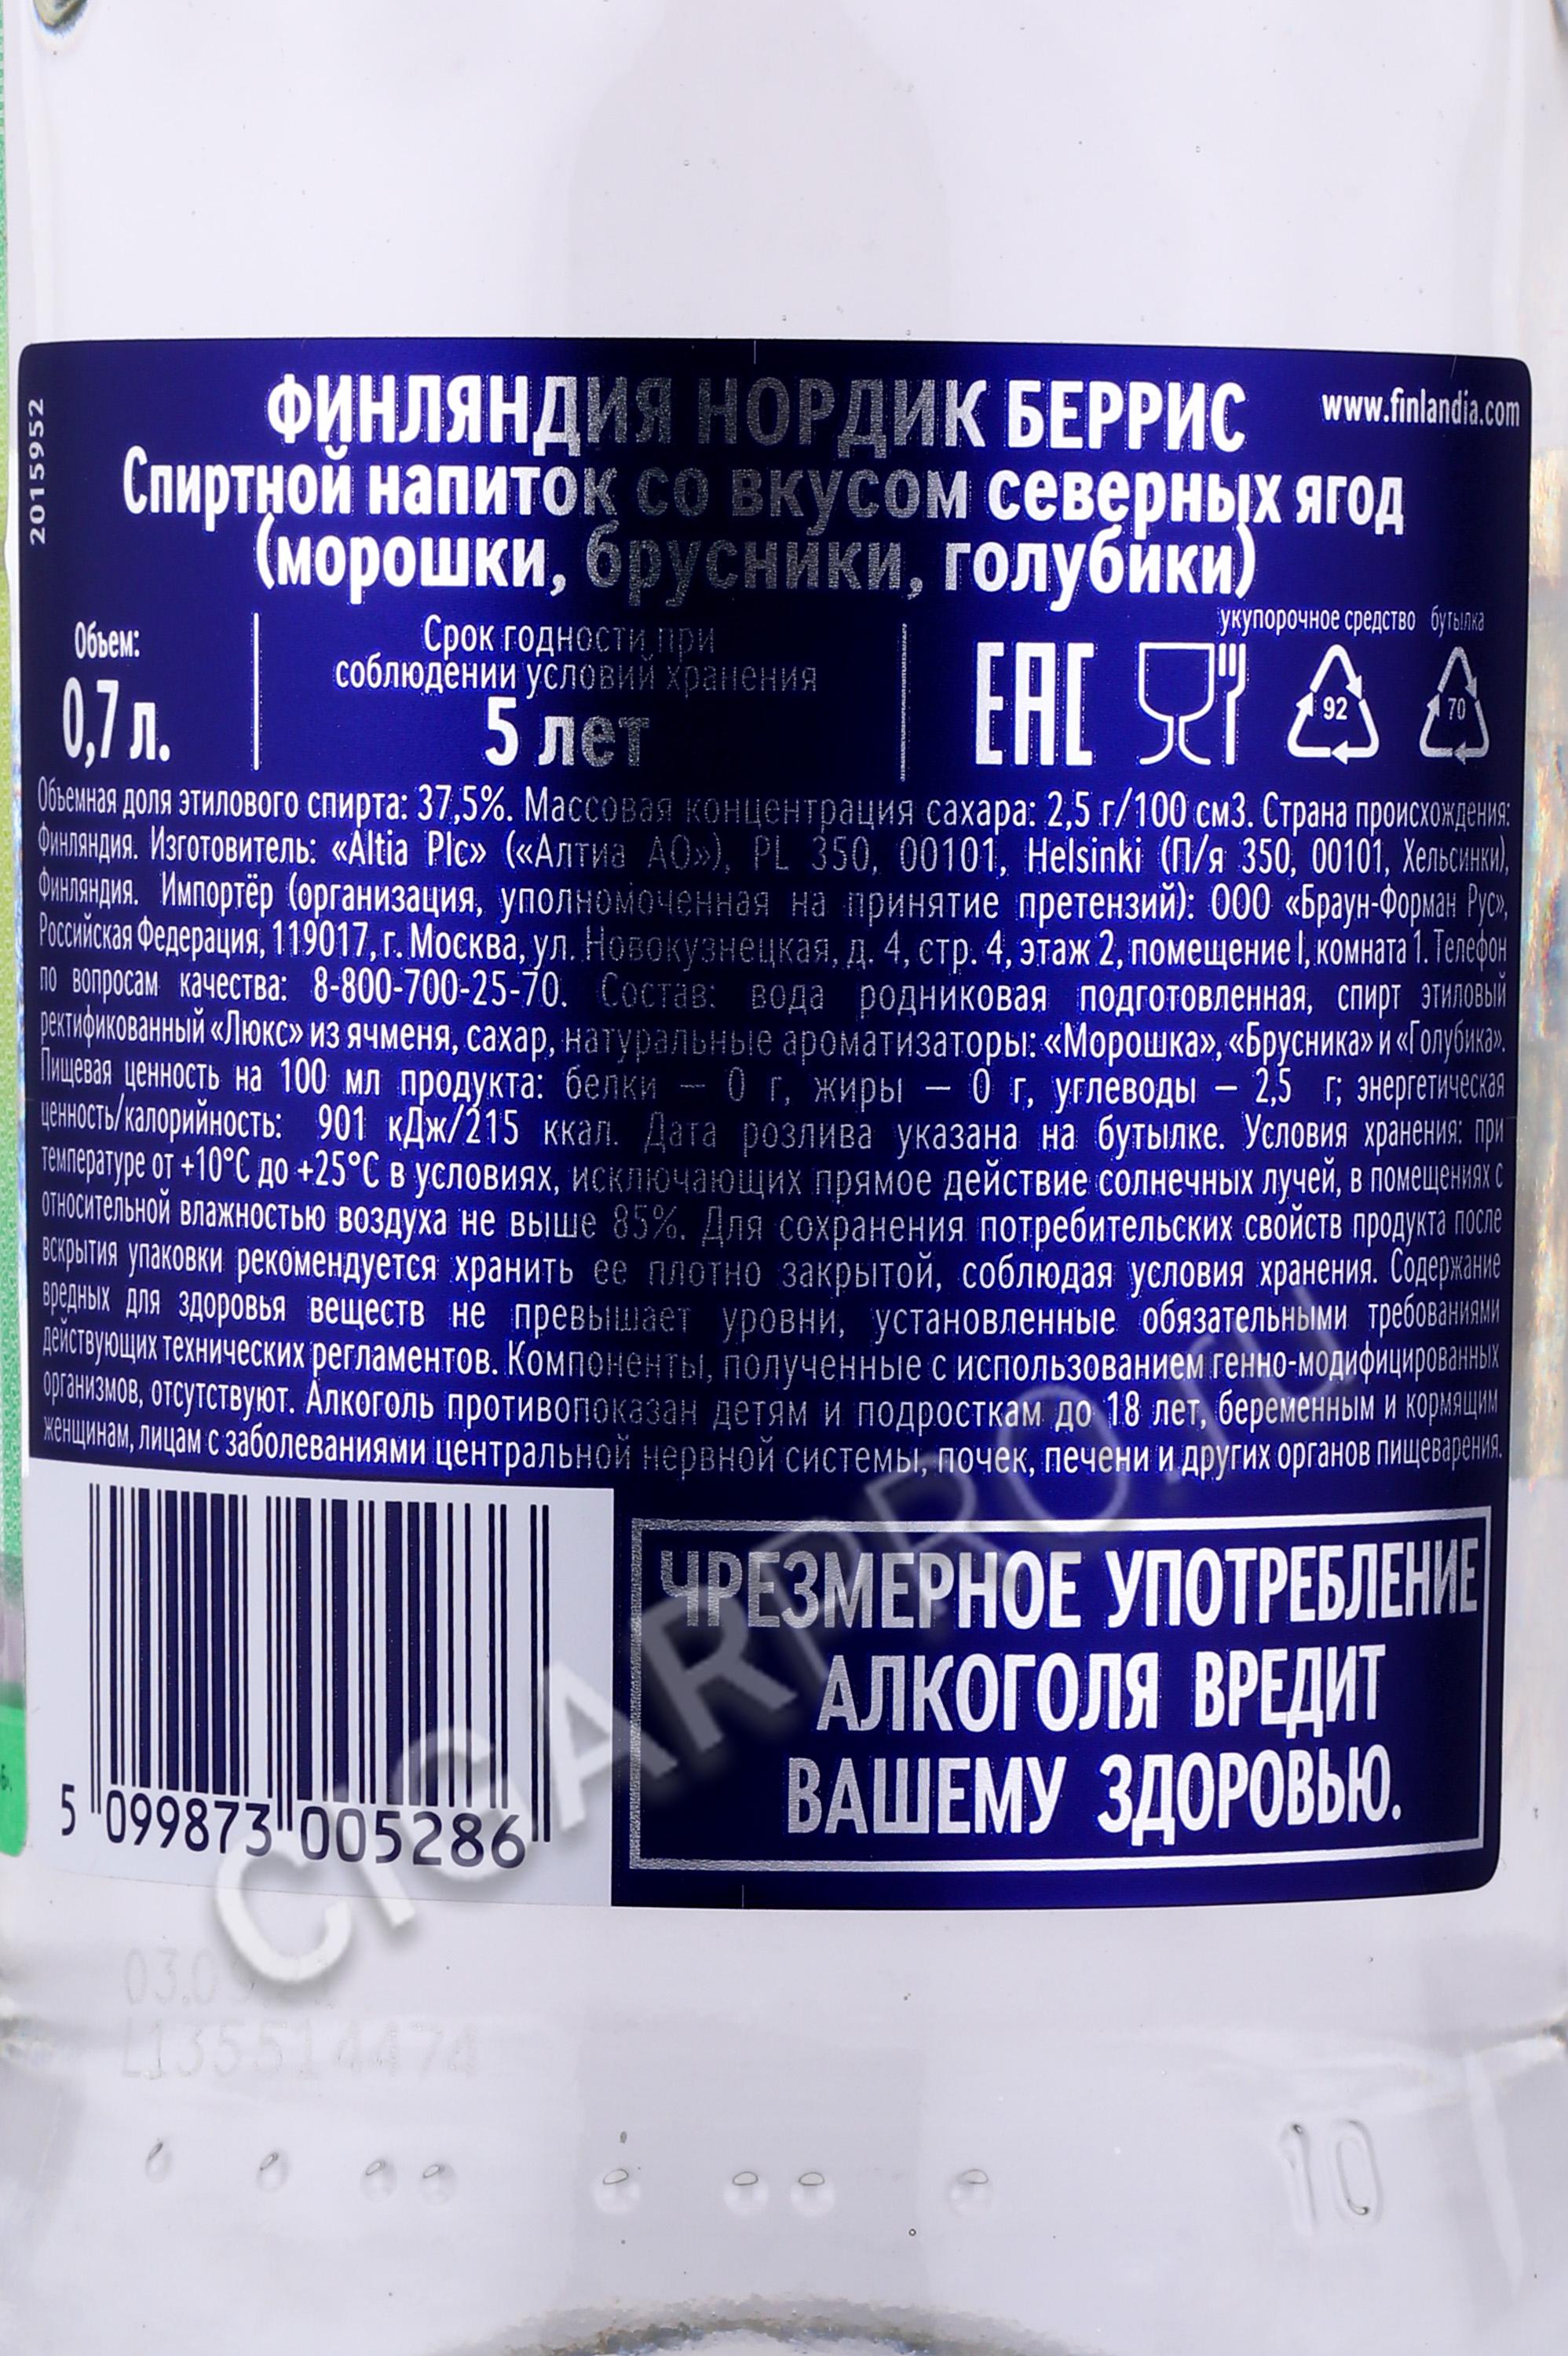 ФИНЛЯНДИЯ НОРДИК БЕРРИС
www.finlandia.com
2015952
Спиртной напиток со вкусом северных ягод
(морошки, брусники, голубики)
Объем:
0,7 л.
Срок годности при
соблюдении условий хранения
5 лет
укупорочное средство бутылка
EAC
92
70
Объемная доля этилового спирта: 37,5%. Массовая концентрация сахара: 2,5 г/100 см3. Страна происхождения:
Финляндия. Изготовитель: «Altia Plc» («Алтиа АО»), PL 350, 00101, Helsinki (П/я 350, 00101, Хельсинки),
Финляндия. Импортёр (организация, уполномоченная на принятие претензий): ООО «Браун-Форман Рус»,
Российская Федерация, 119017, г. Москва, ул. Новокузнецкая, д. 4, стр. 4, этаж 2, помещение I, комната 1. Телефон
по вопросам качества: 8-800-700-25-70. Состав: вода родниковая подготовленная, спирт этиловый
ректификованный «Люкс» из ячменя, сахар, натуральные ароматизаторы: «Морошка», «Брусника» и «Голубика».
Пищевая ценность на 100 мл продукта: белки – 0 г, жиры – 0 г, углеводы – 2,5 г; энергетическая
ценность/калорийность: 901 кДж/215 ккал. Дата розлива указана на бутылке. Условия хранения: при
температуре от +10°С до +25°С в условиях, исключающих прямое действие солнечных лучей, в помещениях с
относительной влажностью воздуха не выше 85%. Для сохранения потребительских свойств продукта после
вскрытия упаковки рекомендуется хранить ее плотно закрытой, соблюдая условия хранения. Содержание
вредных для здоровья веществ не превышает уровни, установленные обязательными требованиями
действующих технических регламентов. Компоненты, полученные с использованием генно-модифицированных
организмов, отсутствуют. Алкоголь противопоказан детям и подросткам до 18 лет, беременным и кормящим
женщинам, лицам с заболеваниями центральной нервной системы, почек, печени и других органов пищеварения.
ЧРЕЗМЕРНОЕ УПОТРЕБЛЕНИЕ
АЛКОГОЛЯ ВРЕДИТ
ВАШЕМУ ЗДОРОВЬЮ.
5 099873 005286
CIGARPRO.ru
10